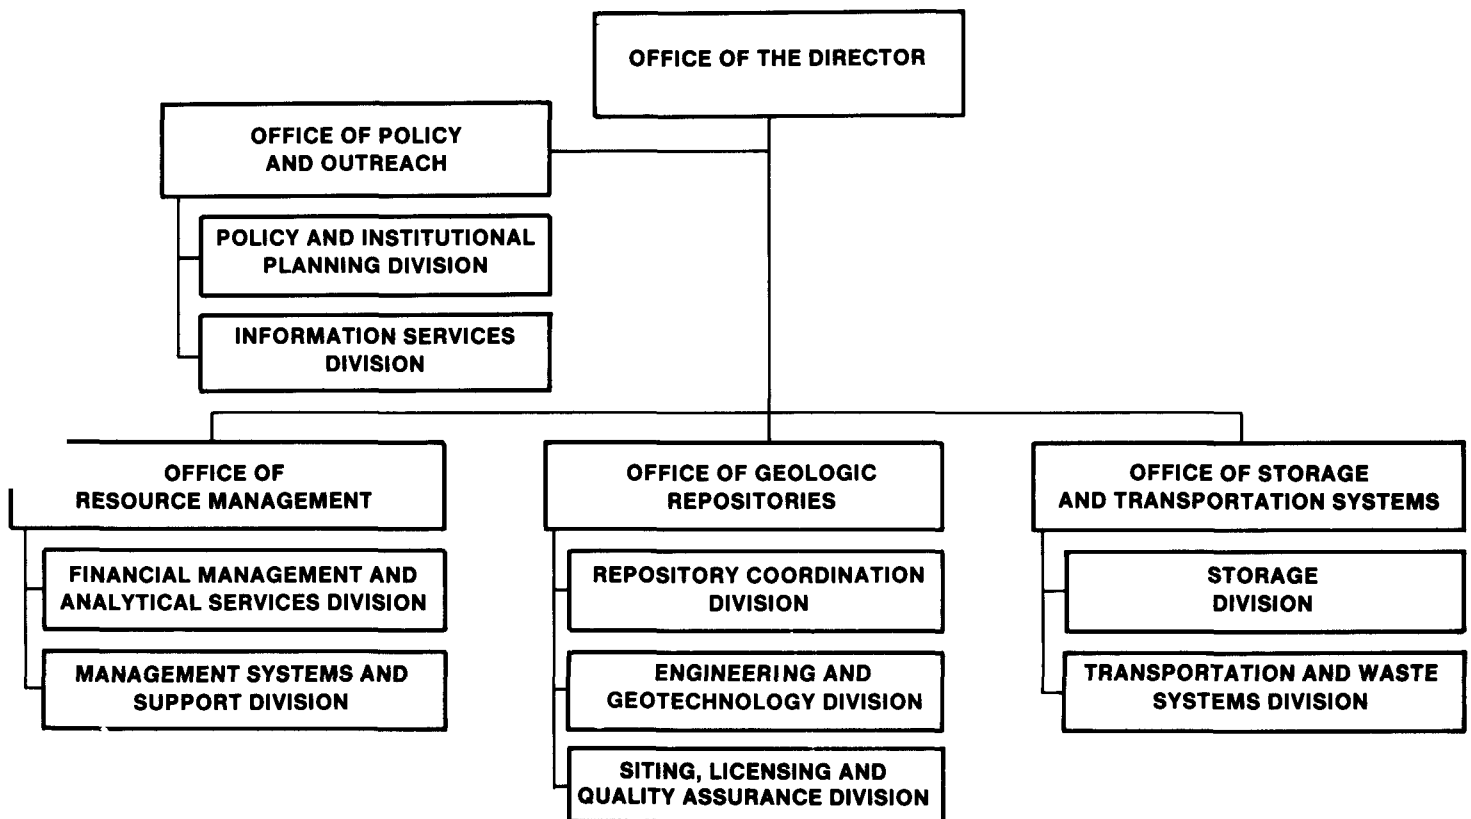 OFFICE OF THE DIRECTOR
OFFICE OF POLICY
AND OUTREACH
POLICY AND INSTITUTIONAL
PLANNING DIVISION
INFORMATION SERVICES
DIVISION
OFFICE OF
RESOURCE MANAGEMENT
FINANCIAL MANAGEMENT AND
ANALYTICAL SERVICES DIVISION
MANAGEMENT SYSTEMS AND
SUPPORT DIVISION
OFFICE OF GEOLOGIC
REPOSITORIES
REPOSITORY COORDINATION
DIVISION
ENGINEERING AND
GEOTECHNOLOGY DIVISION
SITING, LICENSING AND
QUALITY ASSURANCE DIVISION
OFFICE OF STORAGE
AND TRANSPORTATION SYSTEMS
STORAGE
DIVISION
TRANSPORTATION AND WASTE
SYSTEMS DIVISION